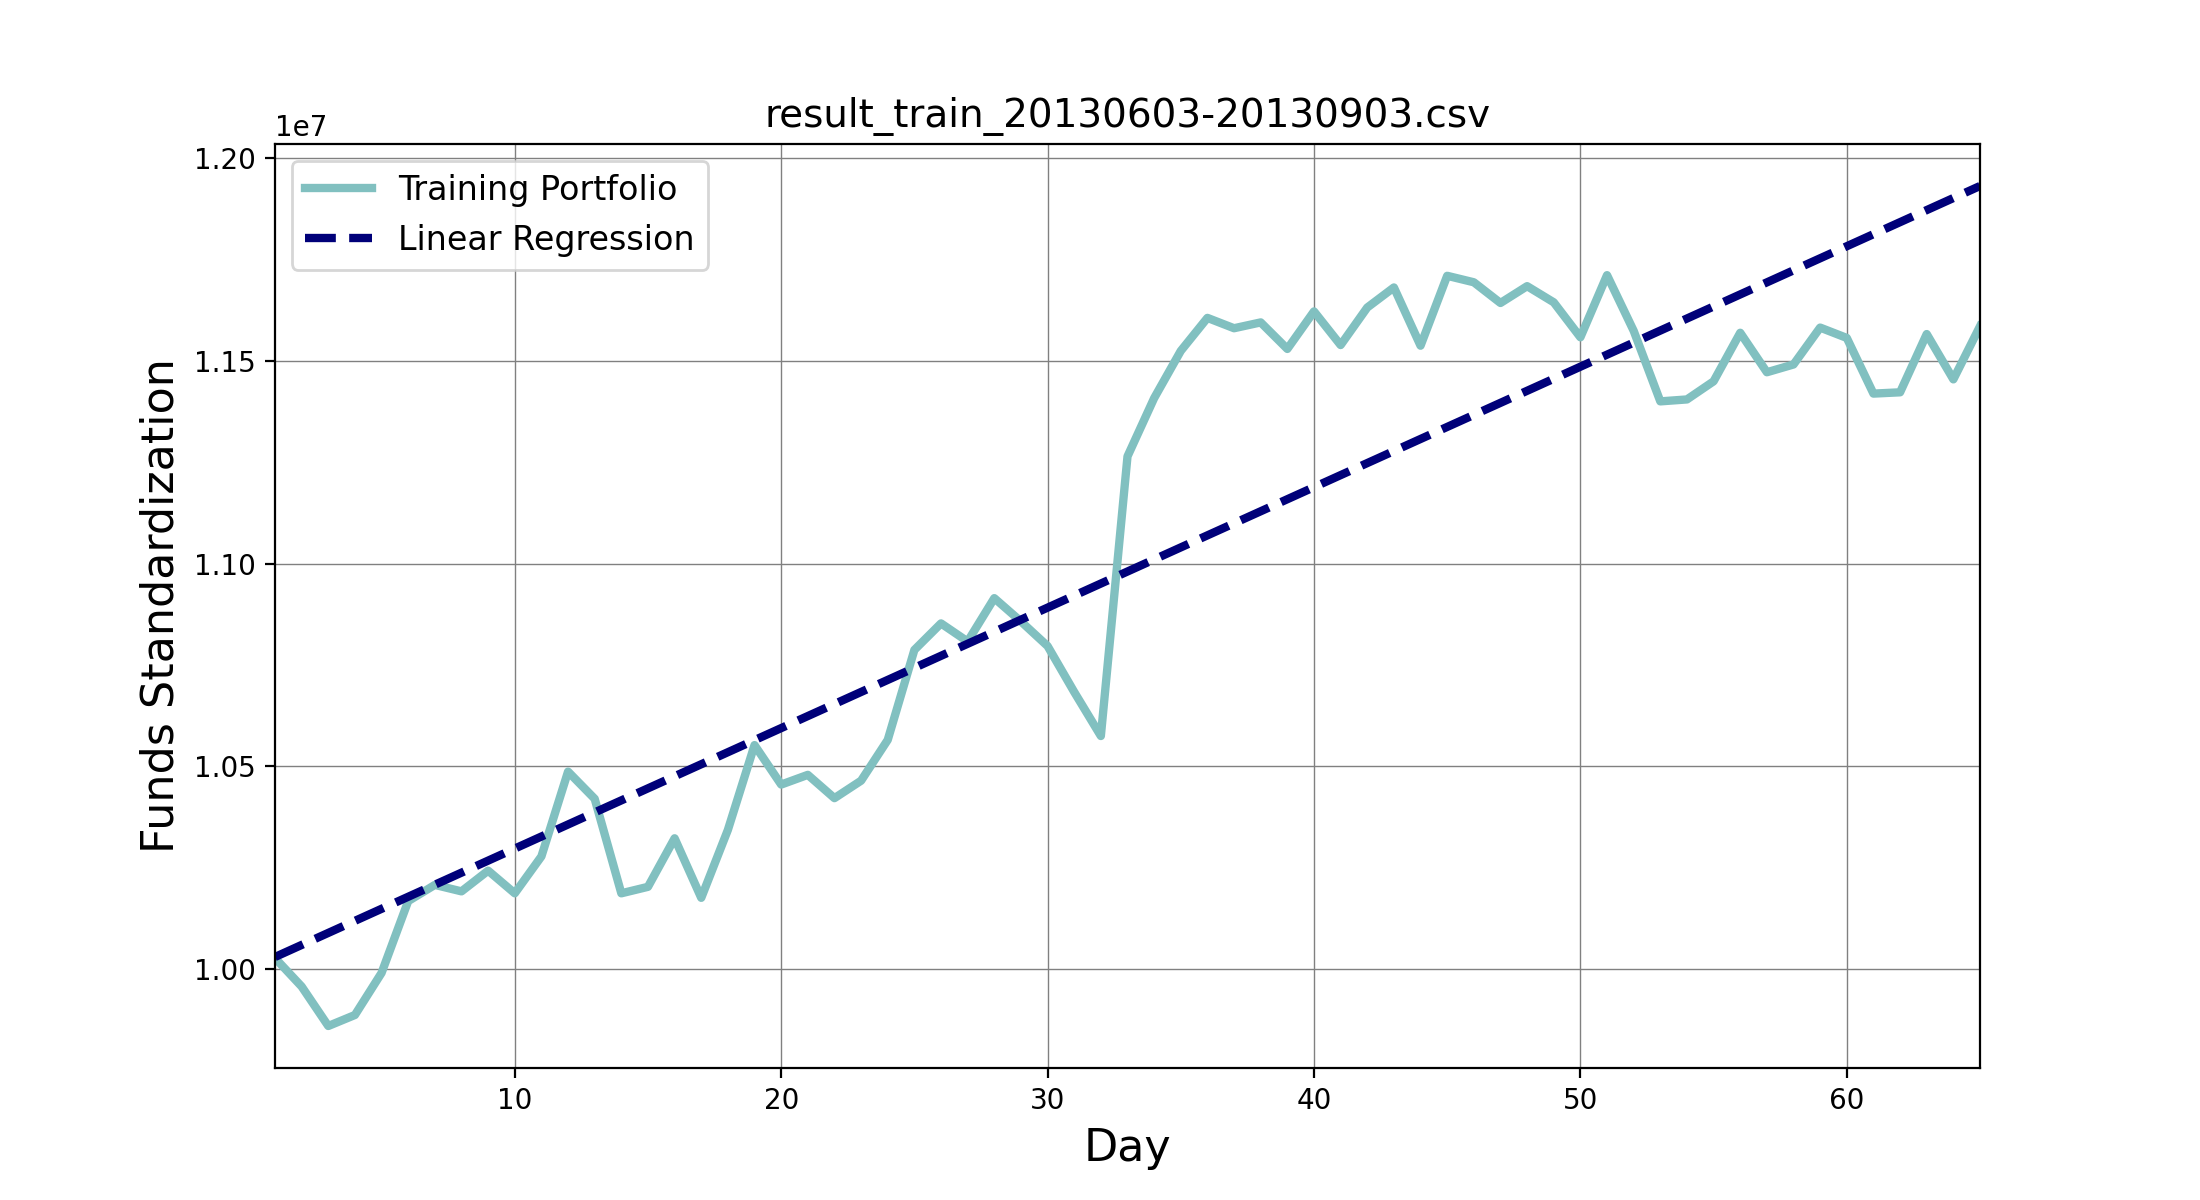 result_train_20130603-20130903.csv
1e7
1.20
1.15
1.10
1.05
1.00
Training Portfolio
Linear Regression
Funds Standardization
10 20 30 40 50 60
Day